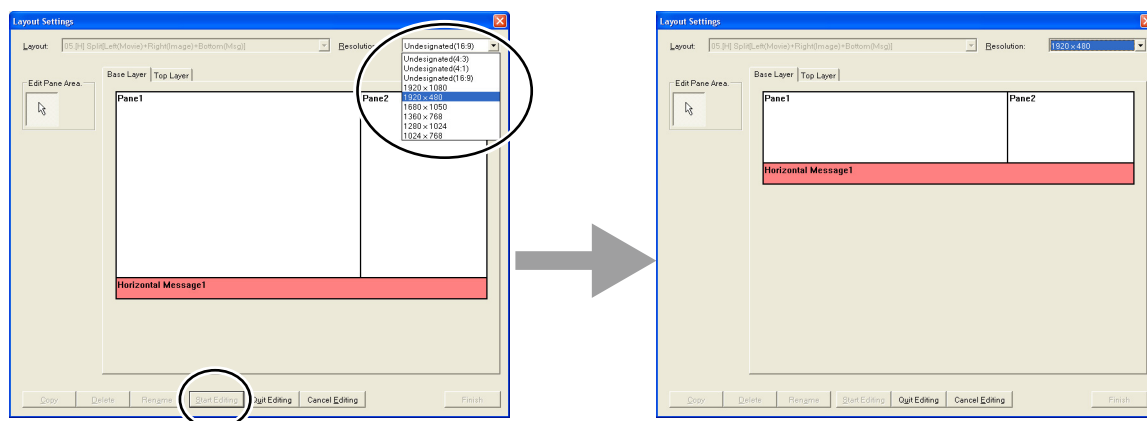 Layout Settings
Layout: 05.[H] Split[Left(Movie)+Right(Image)+Bottom(Msg)] Resolution: Undesignated(16:9)
Undesignated(4:3)
Undesignated(4:1)
Undesignated(16:9)
1920 × 1080
1920 × 480
1680 × 1050
1360 × 768
1280 × 1024
1024 × 768
Edit Pane Area.
Base Layer Top Layer
Pane1 Pane2
Horizontal Message1
Copy Delete Rename Start Editing Quit Editing Cancel Editing Finish
Layout Settings
Layout: 05.[H] Split[Left(Movie)+Right(Image)+Bottom(Msg)] Resolution: 1920 × 480
Edit Pane Area.
Base Layer Top Layer
Pane1 Pane2
Horizontal Message1
Copy Delete Rename Start Editing Quit Editing Cancel Editing Finish